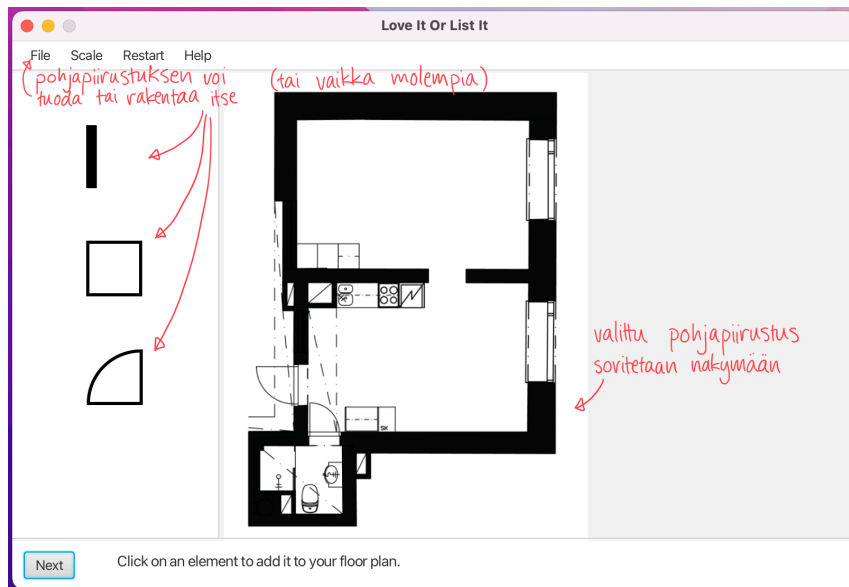 Love It Or List It
File Scale Restart Help
(pohjapiirustuksen voi
tuoda tai rakentaa itse
(tai vaikka molempia)
SK
valittu pohjapiirustus
sovitetaan näkymään
Next Click on an element to add it to your floor plan.